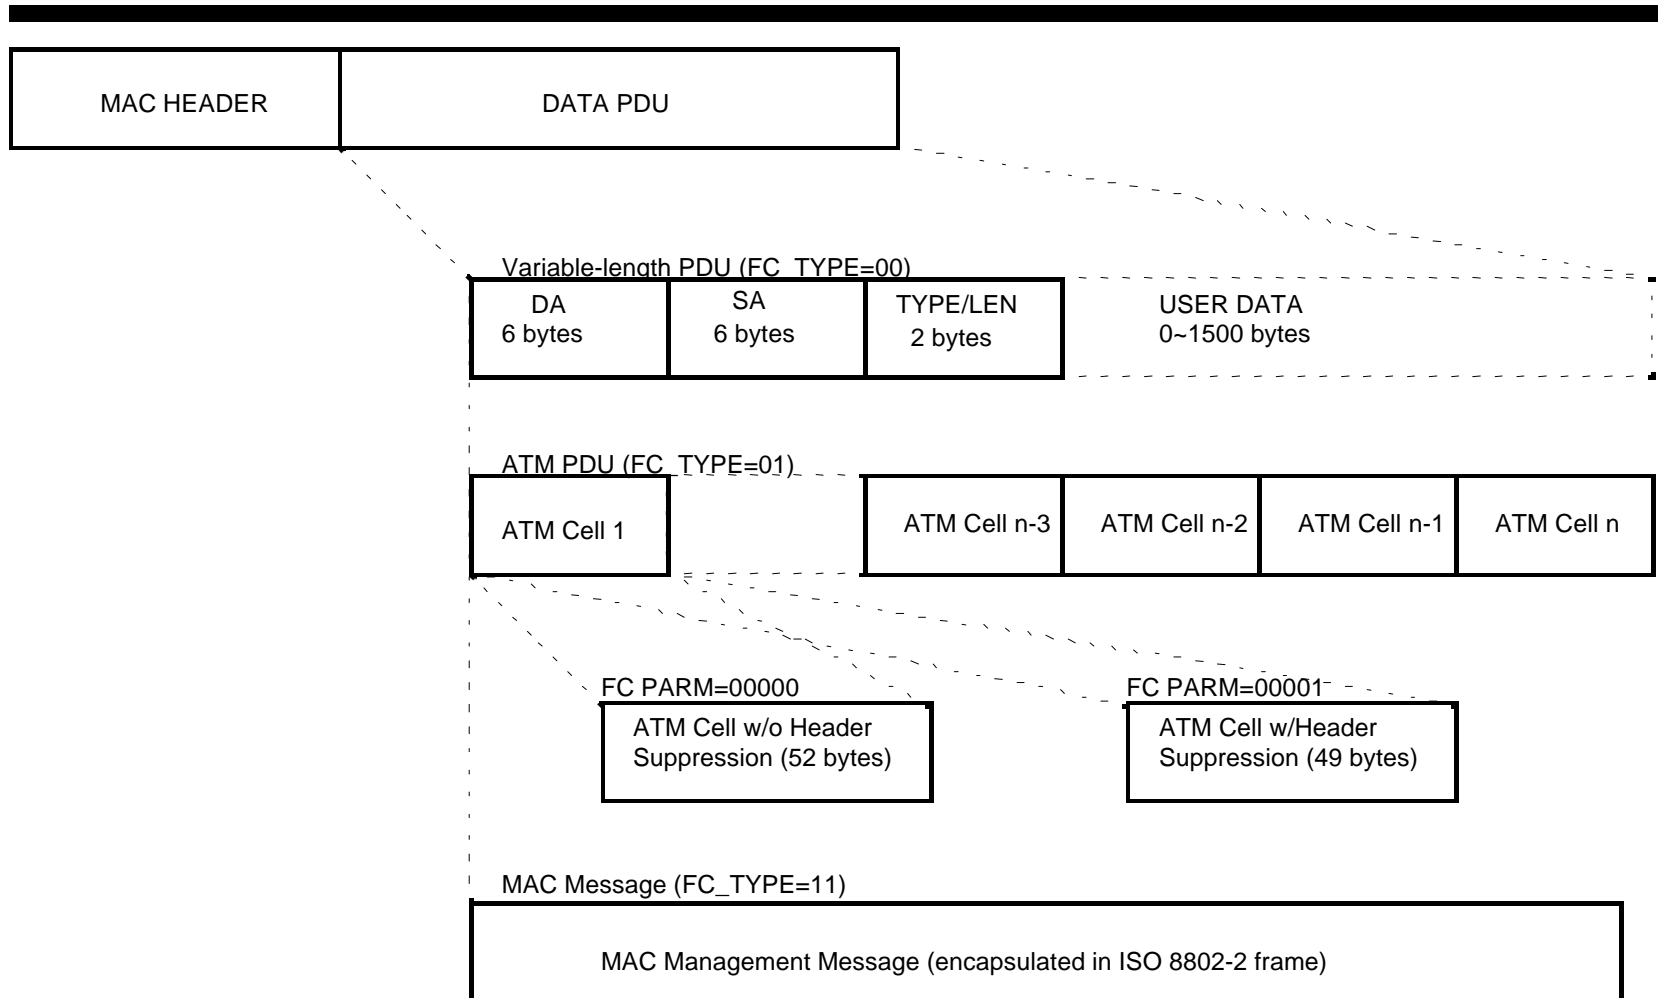 MAC HEADER
DATA PDU
Variable-length PDU (FC_TYPE=00)
DA
6 bytes
SA
6 bytes
TYPE/LEN
2 bytes
USER DATA
0~1500 bytes
ATM PDU (FC_TYPE=01)
ATM Cell 1
ATM Cell n-3
ATM Cell n-2
ATM Cell n-1
ATM Cell n
FC PARM=00000
ATM Cell w/o Header
Suppression (52 bytes)
FC PARM=00001
ATM Cell w/Header
Suppression (49 bytes)
MAC Message (FC_TYPE=11)
MAC Management Message (encapsulated in ISO 8802-2 frame)